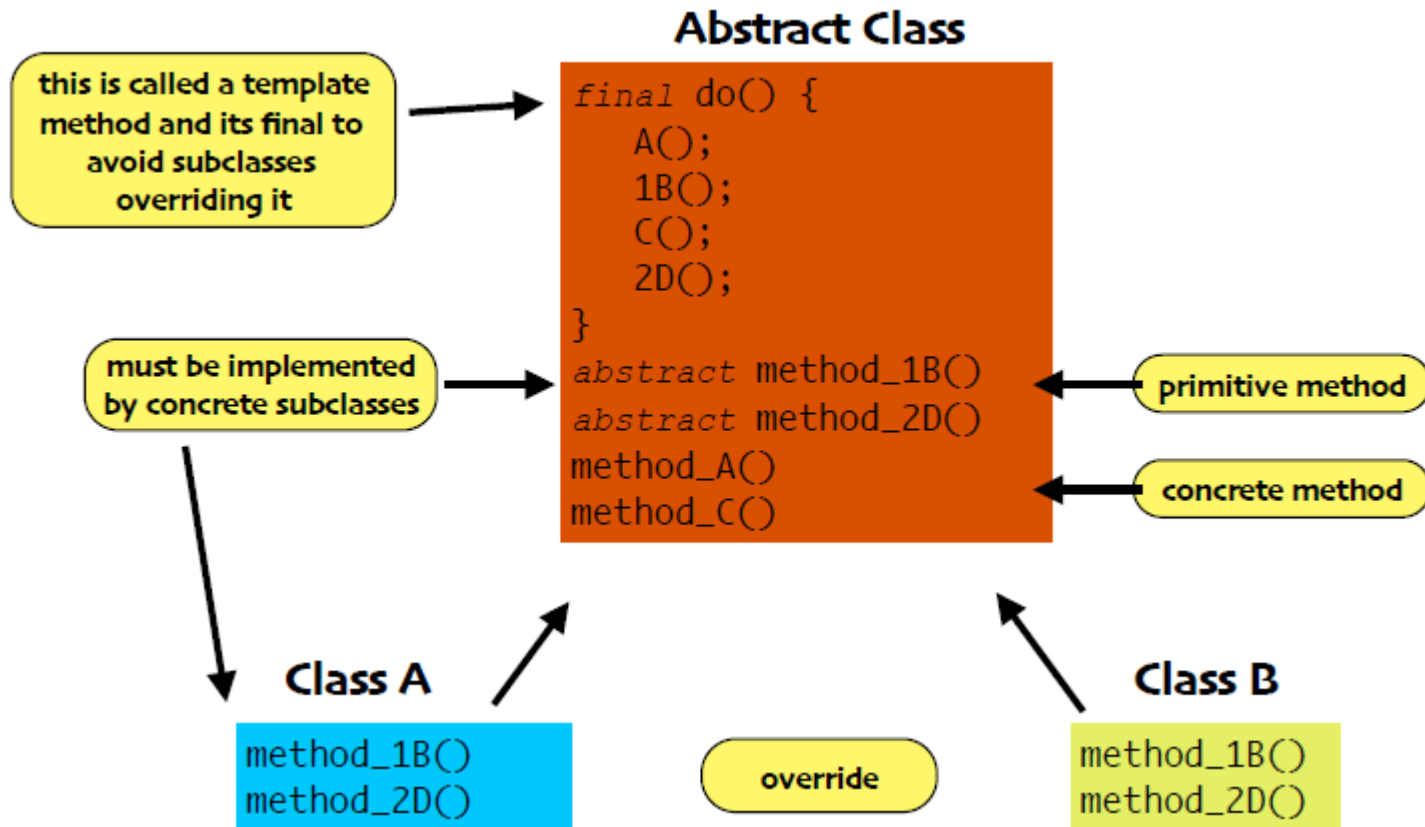 Abstract Class
this is called a template
method and its final to
avoid subclasses
overriding it
final do() {
A();
1B();
C();
2D();
}
must be implemented
by concrete subclasses
abstract method_1B()
abstract method_2D()
method_A()
method_C()
primitive method
concrete method
Class A
method_1B()
method_2D()
override
Class B
method_1B()
method_2D()